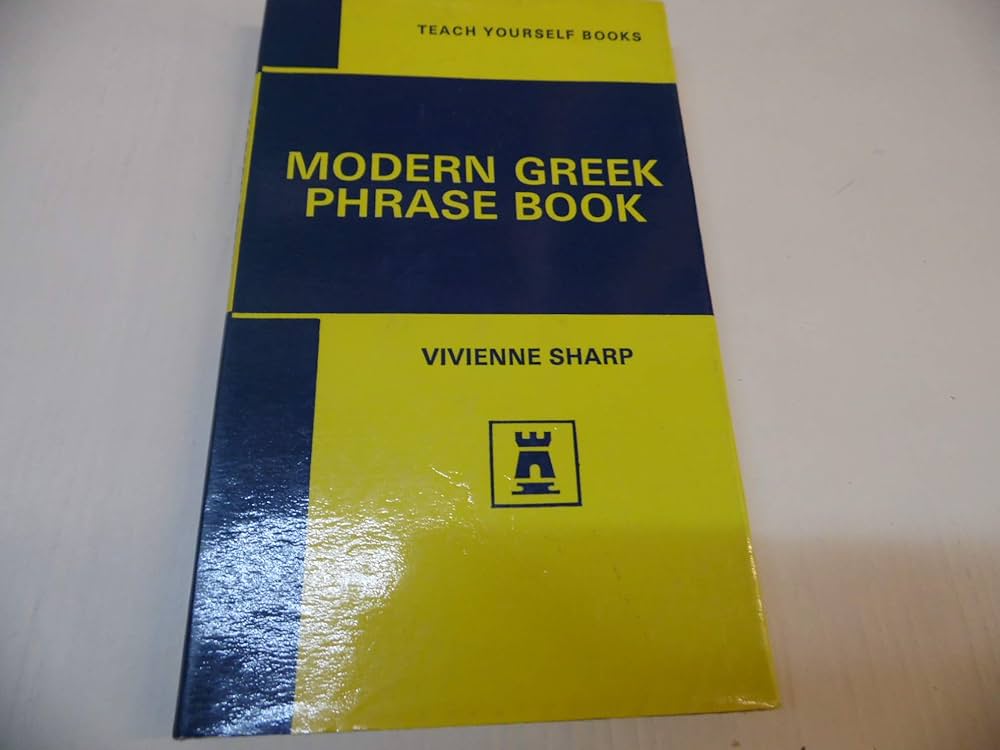 TEACH YOURSELF BOOKS
MODERN GREEK
PHRASE BOOK
VIVIENNE SHARP